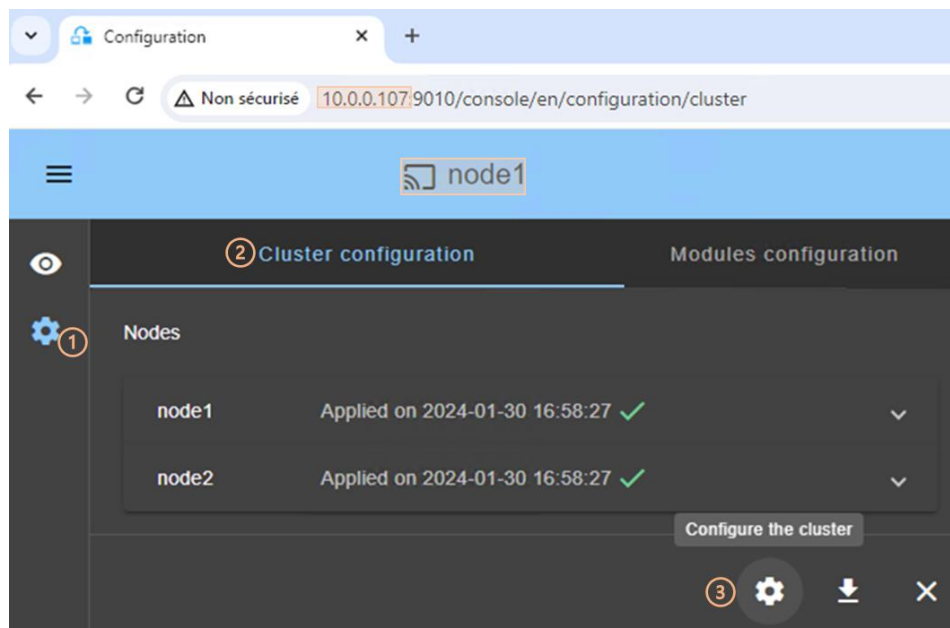 Configuration
Non sécurisé 10.0.0.107:9010/console/en/configuration/cluster
node1
2 Cluster configuration Modules configuration
1
Nodes
node1 Applied on 2024-01-30 16:58:27
node2 Applied on 2024-01-30 16:58:27
Configure the cluster
3